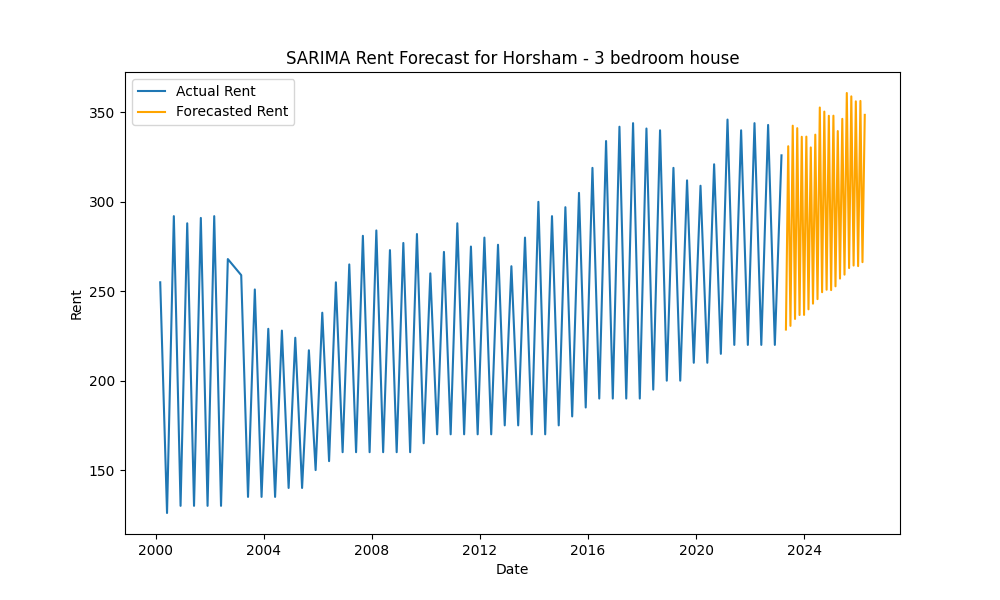 SARIMA Rent Forecast for Horsham - 3 bedroom house
Actual Rent
Forecasted Rent
350
300
250
200
150
Rent
2000 2004 2008 2012 2016 2020 2024
Date